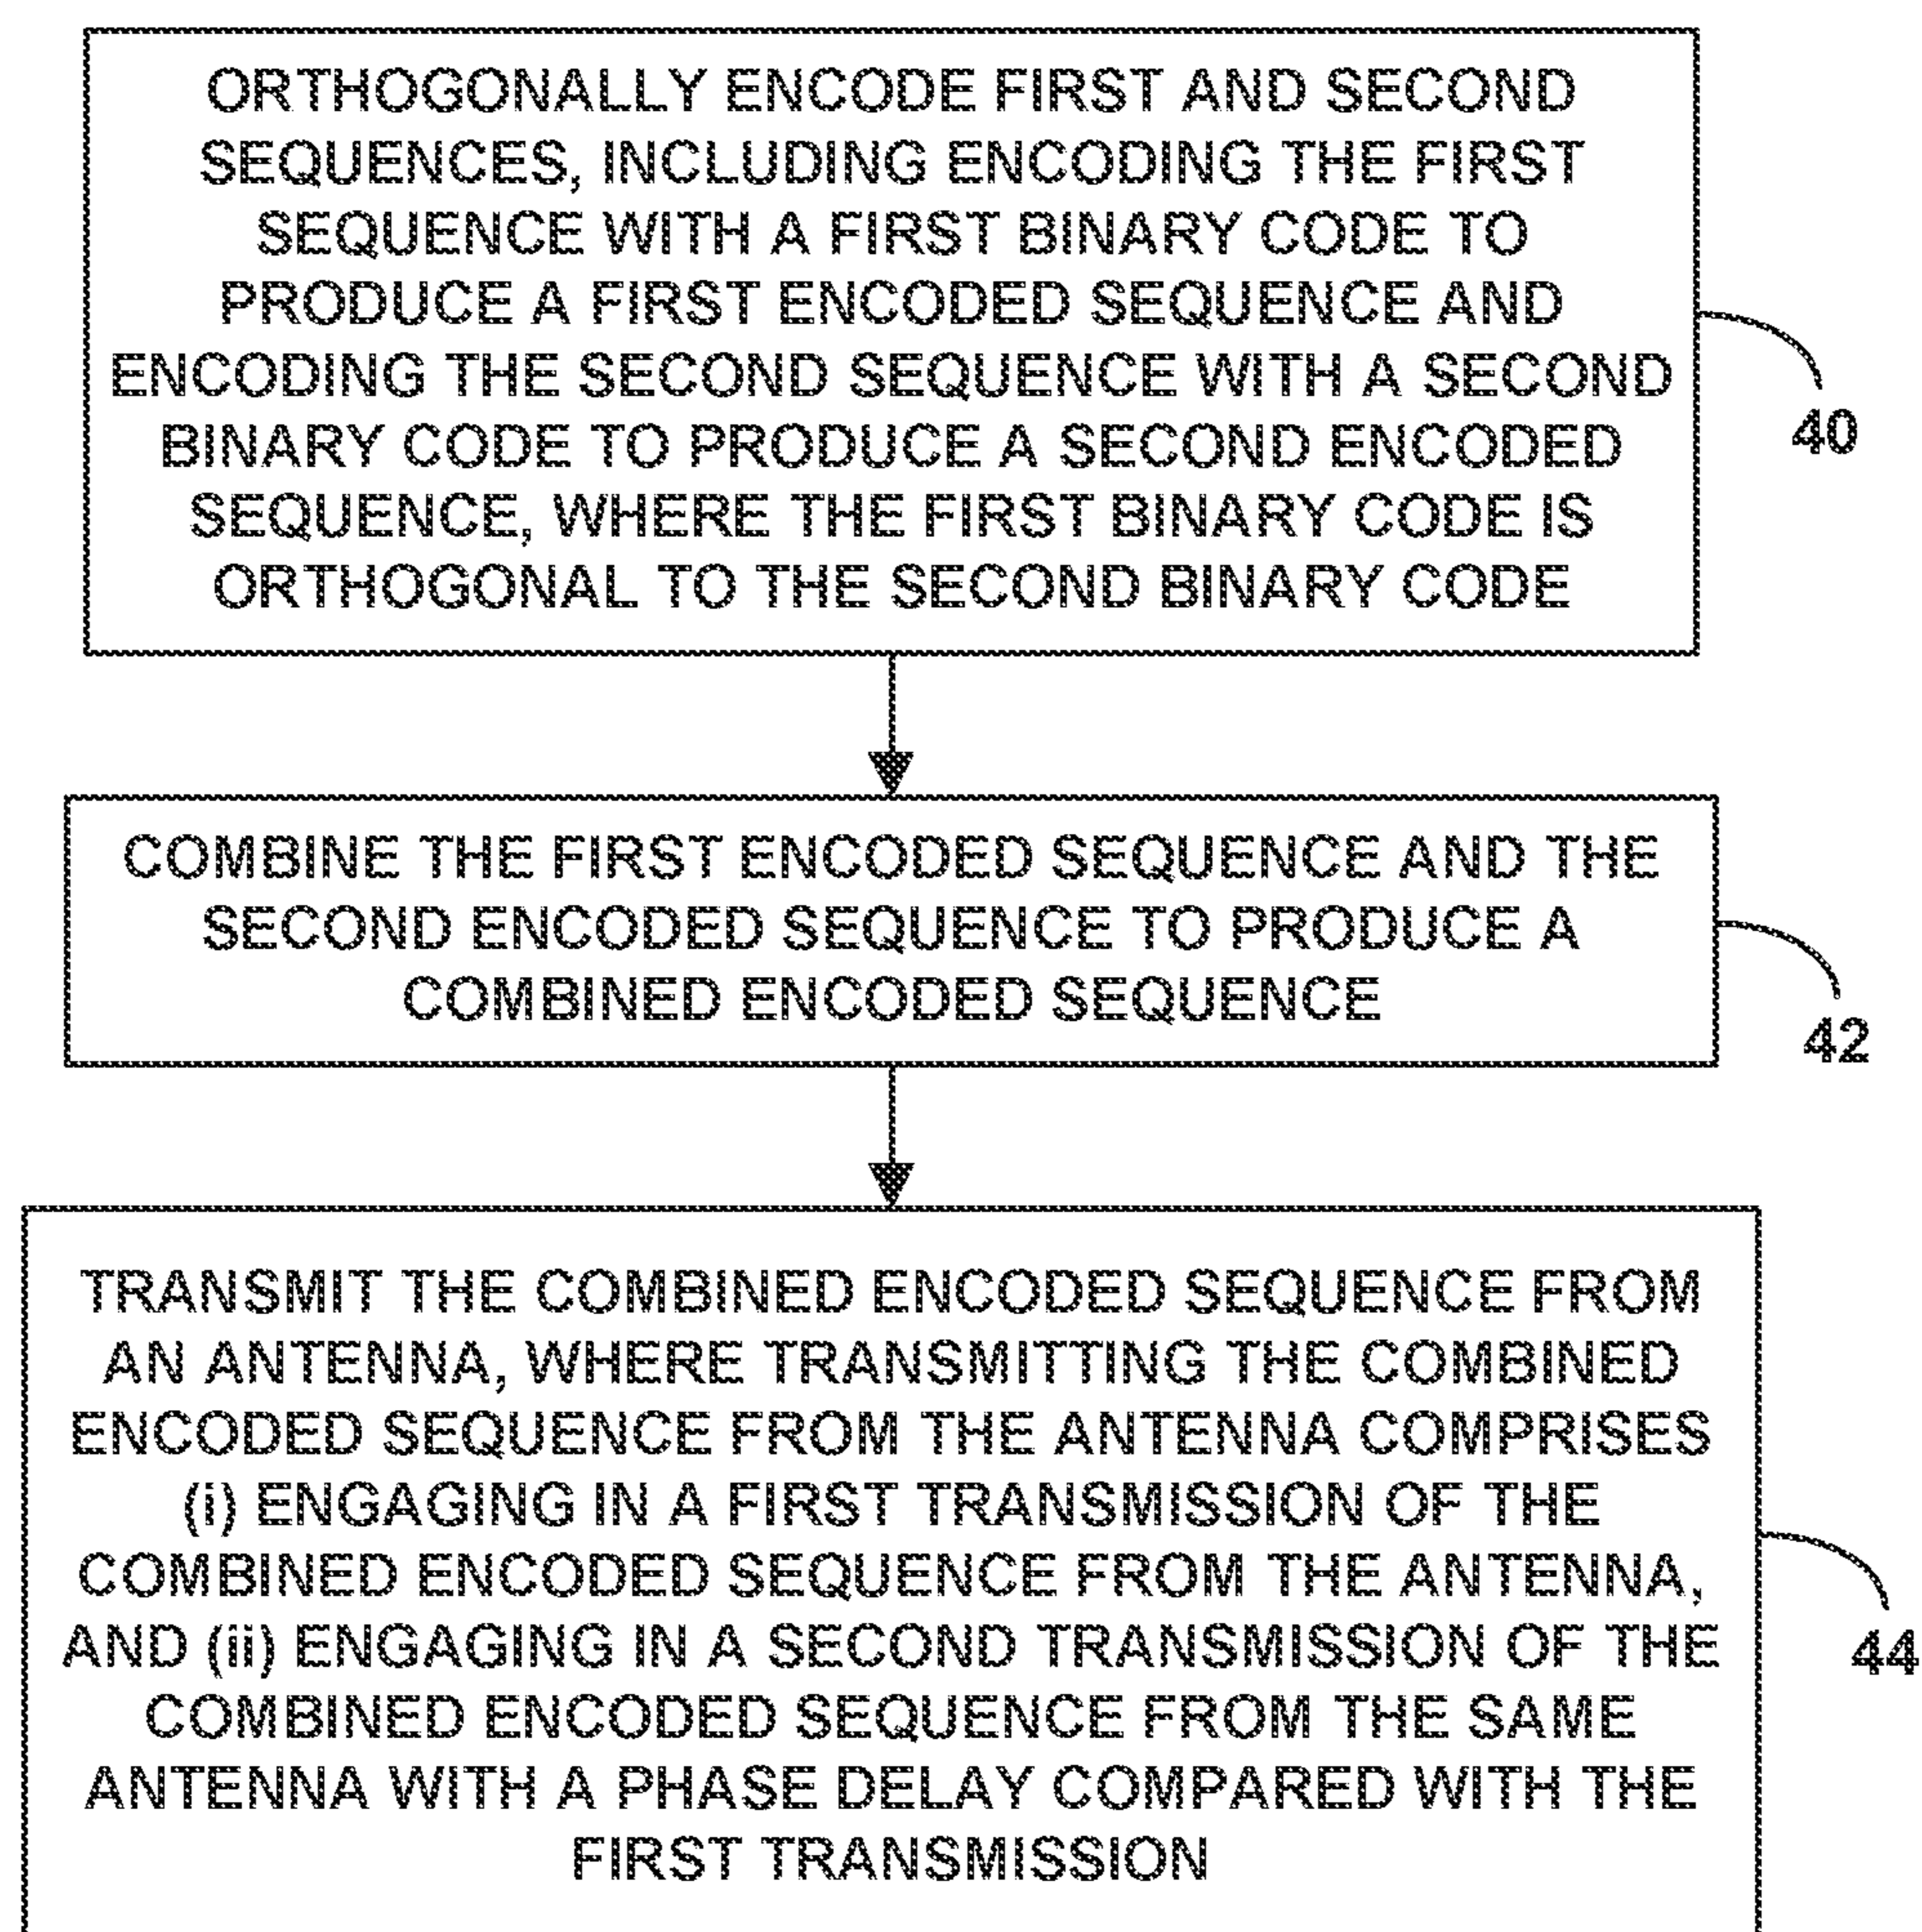 ORTHOGONALLY ENCODE FIRST AND SECOND
SEQUENCES, INCLUDING ENCODING THE FIRST
SEQUENCE WITH A FIRST BINARY CODE TO
PRODUCE A FIRST ENCODED SEQUENCE AND
ENCODING THE SECOND SEQUENCE WITH A SECOND
BINARY CODE TO PRODUCE A SECOND ENCODED
SEQUENCE, WHERE THE FIRST BINARY CODE IS
ORTHOGONAL TO THE SECOND BINARY CODE
40
COMBINE THE FIRST ENCODED SEQUENCE AND THE
SECOND ENCODED SEQUENCE TO PRODUCE A
COMBINED ENCODED SEQUENCE
42
TRANSMIT THE COMBINED ENCODED SEQUENCE FROM
AN ANTENNA, WHERE TRANSMITTING THE COMBINED
ENCODED SEQUENCE FROM THE ANTENNA COMPRISES
(i) ENGAGING IN A FIRST TRANSMISSION OF THE
COMBINED ENCODED SEQUENCE FROM THE ANTENNA,
AND (ii) ENGAGING IN A SECOND TRANSMISSION OF THE
COMBINED ENCODED SEQUENCE FROM THE SAME
ANTENNA WITH A PHASE DELAY COMPARED WITH THE
FIRST TRANSMISSION
44